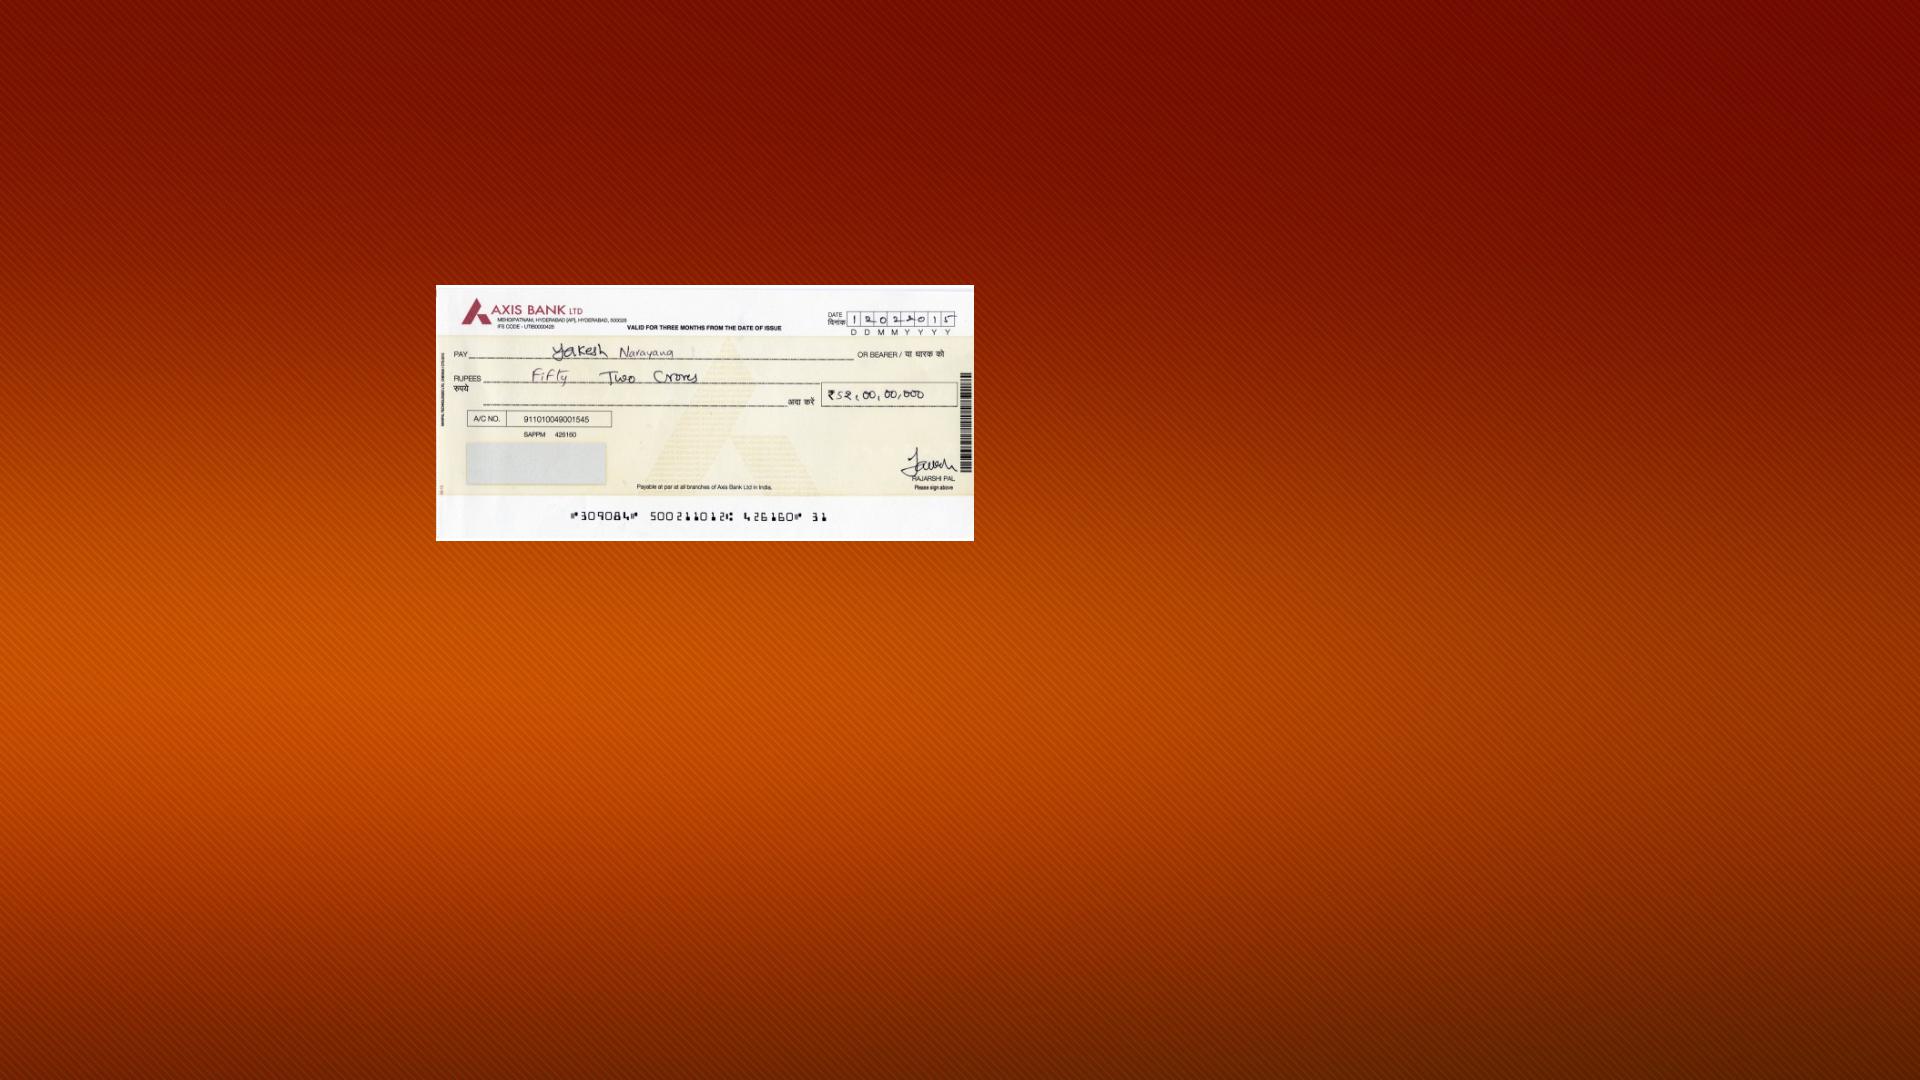 AXIS BANK LTD
MEHDIPATNAM, HYDERABAD [AP], HYDERABAD, 500028
IFS CODE : UTIB0000426
VALID FOR THREE MONTHS FROM THE DATE OF ISSUE
DATE
दिनांक
1 2 0 2 2 0 1 5
D D M M Y Y Y Y
PAY Yakesh Narayana OR BEARER / या धारक को
RUPEES Fifty Two Crores
रुपये
अदा करें ₹52,00,00,000
A/C NO. 911010049001545
SAPPM 426160
RAJARSHI PAL
Please sign above
Payable at par at all branches of Axis Bank Ltd in India.
⑈309084⑈ 500211012⑆ 426160⑈ 31